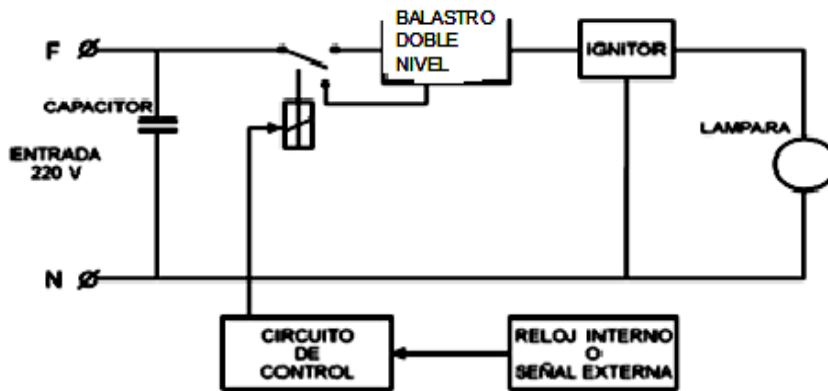 BALASTRO
DOBLE
NIVEL
F
IGNITOR
CAPACITOR
LAMPARA
ENTRADA
220 V
N
CIRCUITO
DE
CONTROL
RELOJ INTERNO
O:
SEÑAL EXTERNA